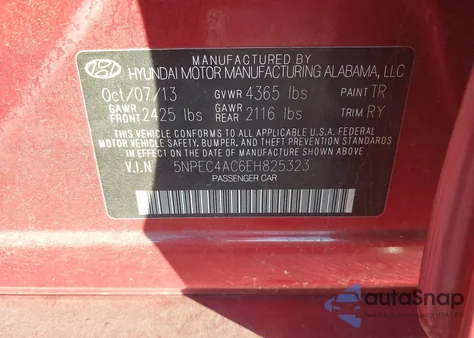 MANUFACTURED BY
HYUNDAI MOTOR MANUFACTURING ALABAMA, LLC
Oct/07/13 GVWR 4365 lbs PAINT TR
GAWR FRONT 2425 lbs GAWR REAR 2116 lbs TRIM RY
THIS VEHICLE CONFORMS TO ALL APPLICABLE U.S.A. FEDERAL
MOTOR VEHICLE SAFETY, BUMPER, AND THEFT PREVENTION STANDARDS
IN EFFECT ON THE DATE OF MANUFACTURE SHOWN ABOVE.
V.I.N 5NPEC4AC6EH825323
PASSENGER CAR
autoSnap